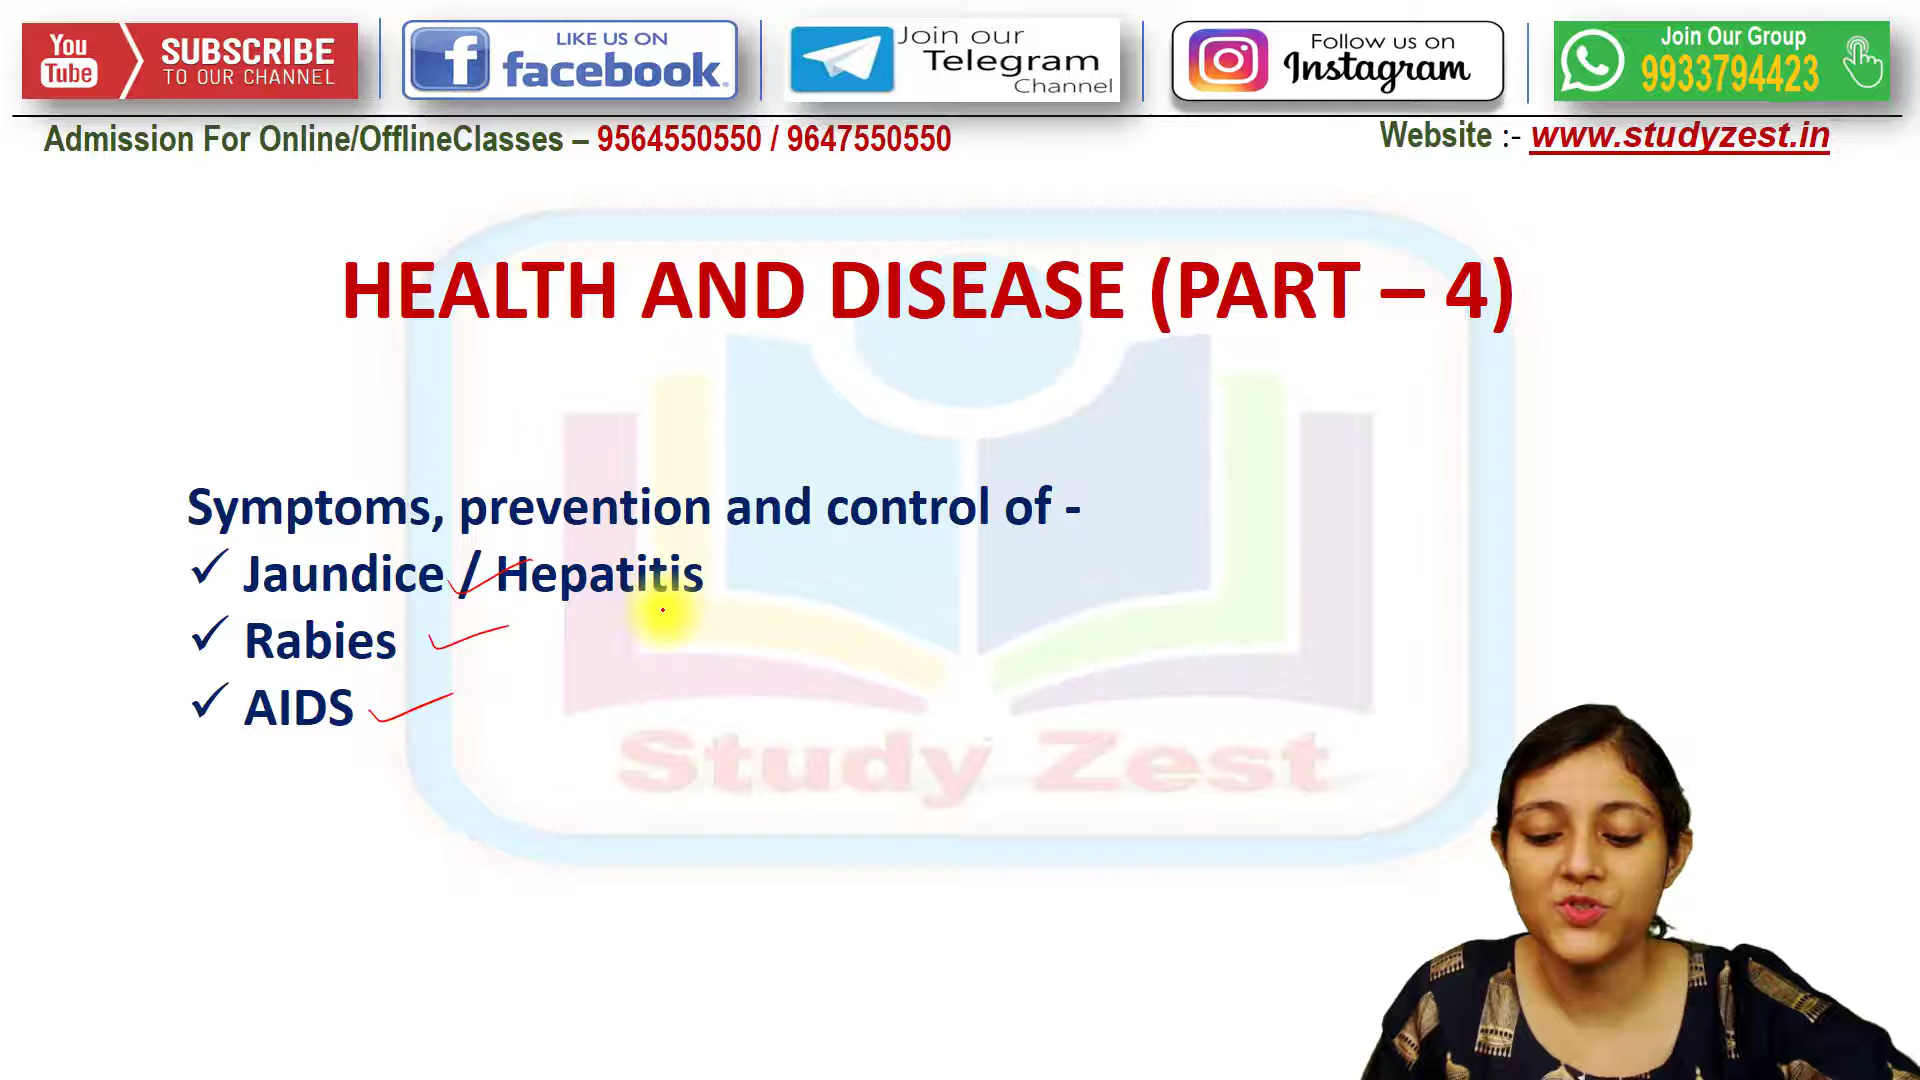 You Tube SUBSCRIBE TO OUR CHANNEL
LIKE US ON facebook.
Join our Telegram Channel
Follow us on Instagram
Join Our Group 9933794423
Admission For Online/OfflineClasses – 9564550550 / 9647550550
Website :- www.studyzest.in
HEALTH AND DISEASE (PART – 4)
Symptoms, prevention and control of -
✓ Jaundice / Hepatitis
✓ Rabies
✓ AIDS
Study Zest